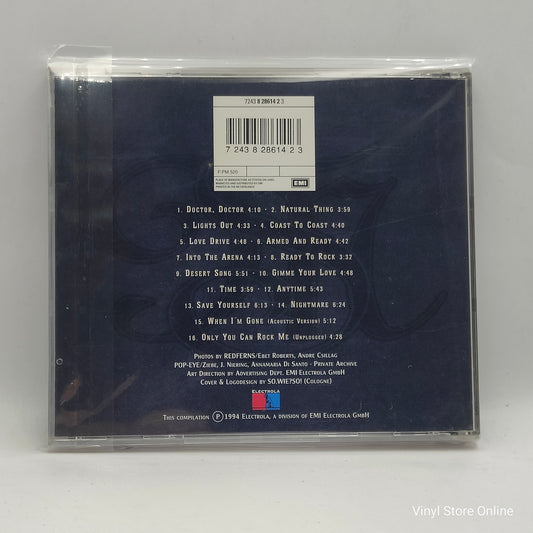 7243 8 28614 2 3
7 243 8 28614 2 3
F:PM 520
EMI
PRINTED IN THE NETHERLANDS
1. DOCTOR, DOCTOR 4:10 · 2. NATURAL THING 3:59
3. LIGHTS OUT 4:33 · 4. COAST TO COAST 4:40
5. LOVE DRIVE 4:48 · 6. ARMED AND READY 4:42
7. INTO THE ARENA 4:13 · 8. READY TO ROCK 3:32
9. DESERT SONG 5:51 · 10. GIMME YOUR LOVE 4:48
11. TIME 3:59 · 12. ANYTIME 5:43
13. SAVE YOURSELF 6:13 · 14. NIGHTMARE 6:24
15. WHEN I´M GONE (ACOUSTIC VERSION) 5:12
16. ONLY YOU CAN ROCK ME (UNPLUGGED) 4:28
PHOTOS BY REDFERNS/EBET ROBERTS, ANDRE CSILLAG
POP-EYE/ZIEBE, J. NIERING, ANNAMARIA DI SANTO · PRIVATE ARCHIVE
ART DIRECTION BY ADVERTISING DEPT. EMI ELECTROLA GMBH
COVER & LOGODESIGN BY SO.WIE?SO! (COLOGNE)
ELECTROLA
THIS COMPILATION Ⓟ 1994 ELECTROLA, A DIVISION OF EMI ELECTROLA GMBH
Vinyl Store Online